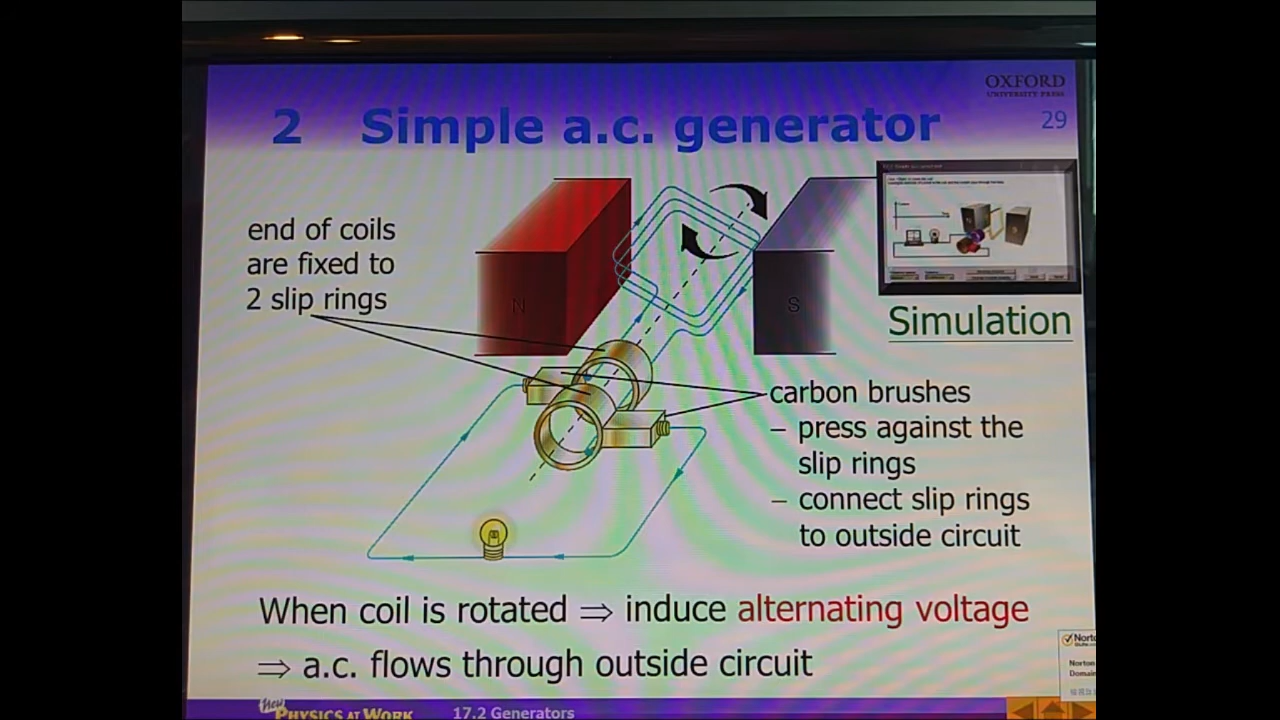 OXFORD
UNIVERSITY PRESS
29
2 Simple a.c. generator
end of coils
are fixed to
2 slip rings
N
S
Simulation
carbon brushes
– press against the
slip rings
– connect slip rings
to outside circuit
When coil is rotated ⇒ induce alternating voltage
⇒ a.c. flows through outside circuit
Norton
Domain
New
PHYSICS AT WORK
17.2 Generators